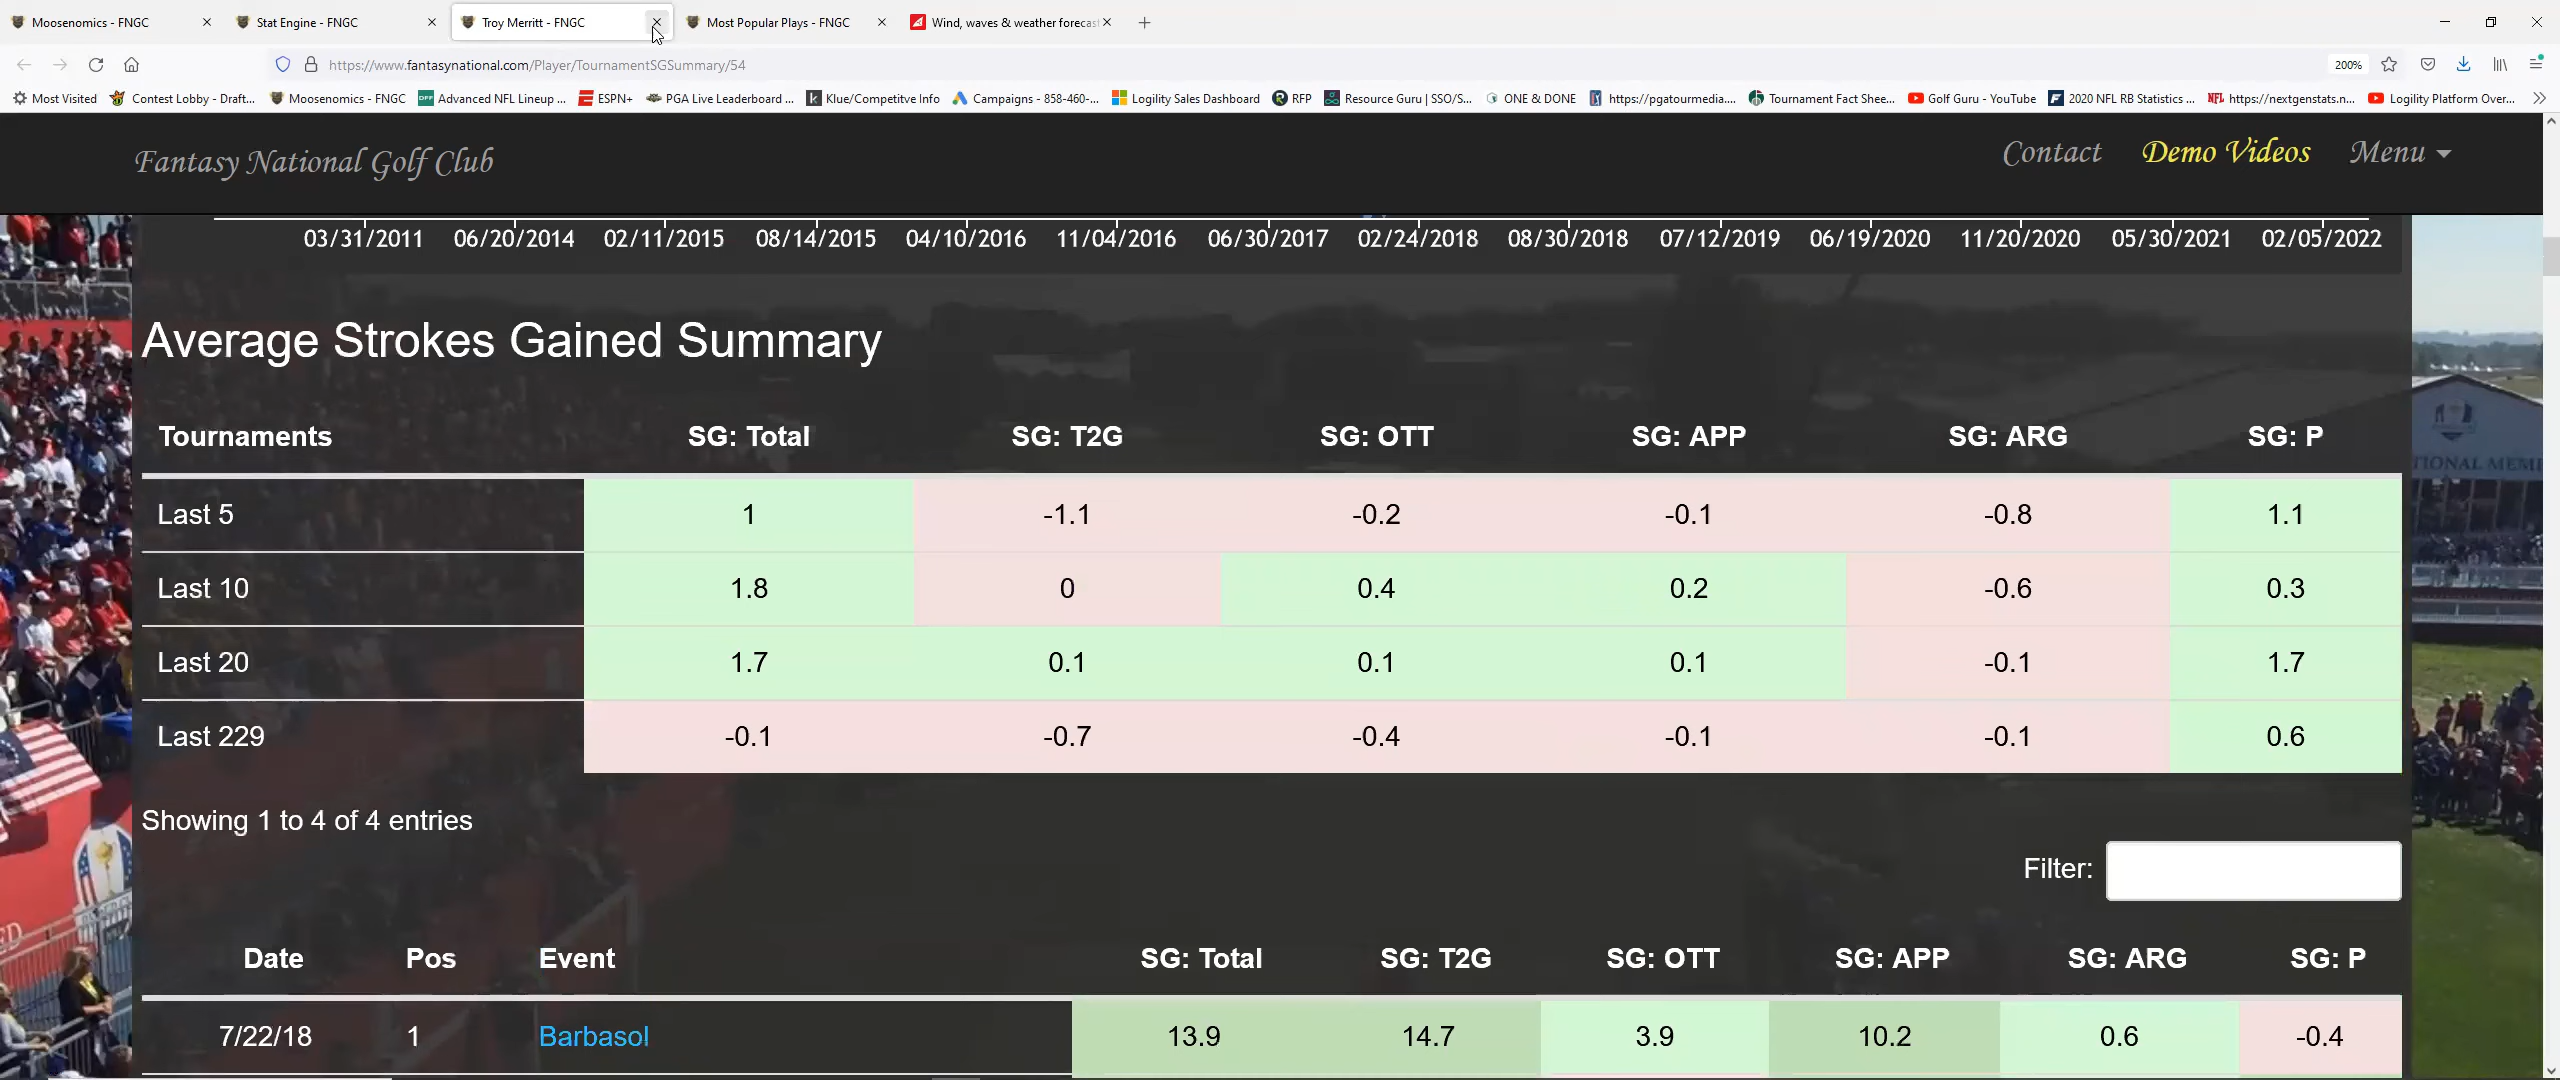 Moosenomics - FNGC
Stat Engine - FNGC
Troy Merritt - FNGC
Most Popular Plays - FNGC
Wind, waves & weather forecas
https://www.fantasynational.com/Player/TournamentSGSummary/54
200%
Most Visited
Contest Lobby - Draft...
Moosenomics - FNGC
Advanced NFL Lineup ...
ESPN+
PGA Live Leaderboard ...
Klue/Competitve Info
Campaigns - 858-460-...
Logility Sales Dashboard
RFP
Resource Guru | SSO/S...
ONE & DONE
https://pgatourmedia....
Tournament Fact Shee...
Golf Guru - YouTube
2020 NFL RB Statistics ...
https://nextgenstats.n...
Logility Platform Over...
Fantasy National Golf Club
Contact Demo Videos Menu
03/31/2011 06/20/2014 02/11/2015 08/14/2015 04/10/2016 11/04/2016 06/30/2017 02/24/2018 08/30/2018 07/12/2019 06/19/2020 11/20/2020 05/30/2021 02/05/2022
Average Strokes Gained Summary
Tournaments SG: Total SG: T2G SG: OTT SG: APP SG: ARG SG: P
Last 5 1 -1.1 -0.2 -0.1 -0.8 1.1
Last 10 1.8 0 0.4 0.2 -0.6 0.3
Last 20 1.7 0.1 0.1 0.1 -0.1 1.7
Last 229 -0.1 -0.7 -0.4 -0.1 -0.1 0.6
Showing 1 to 4 of 4 entries
Filter:
Date Pos Event SG: Total SG: T2G SG: OTT SG: APP SG: ARG SG: P
7/22/18 1 Barbasol 13.9 14.7 3.9 10.2 0.6 -0.4